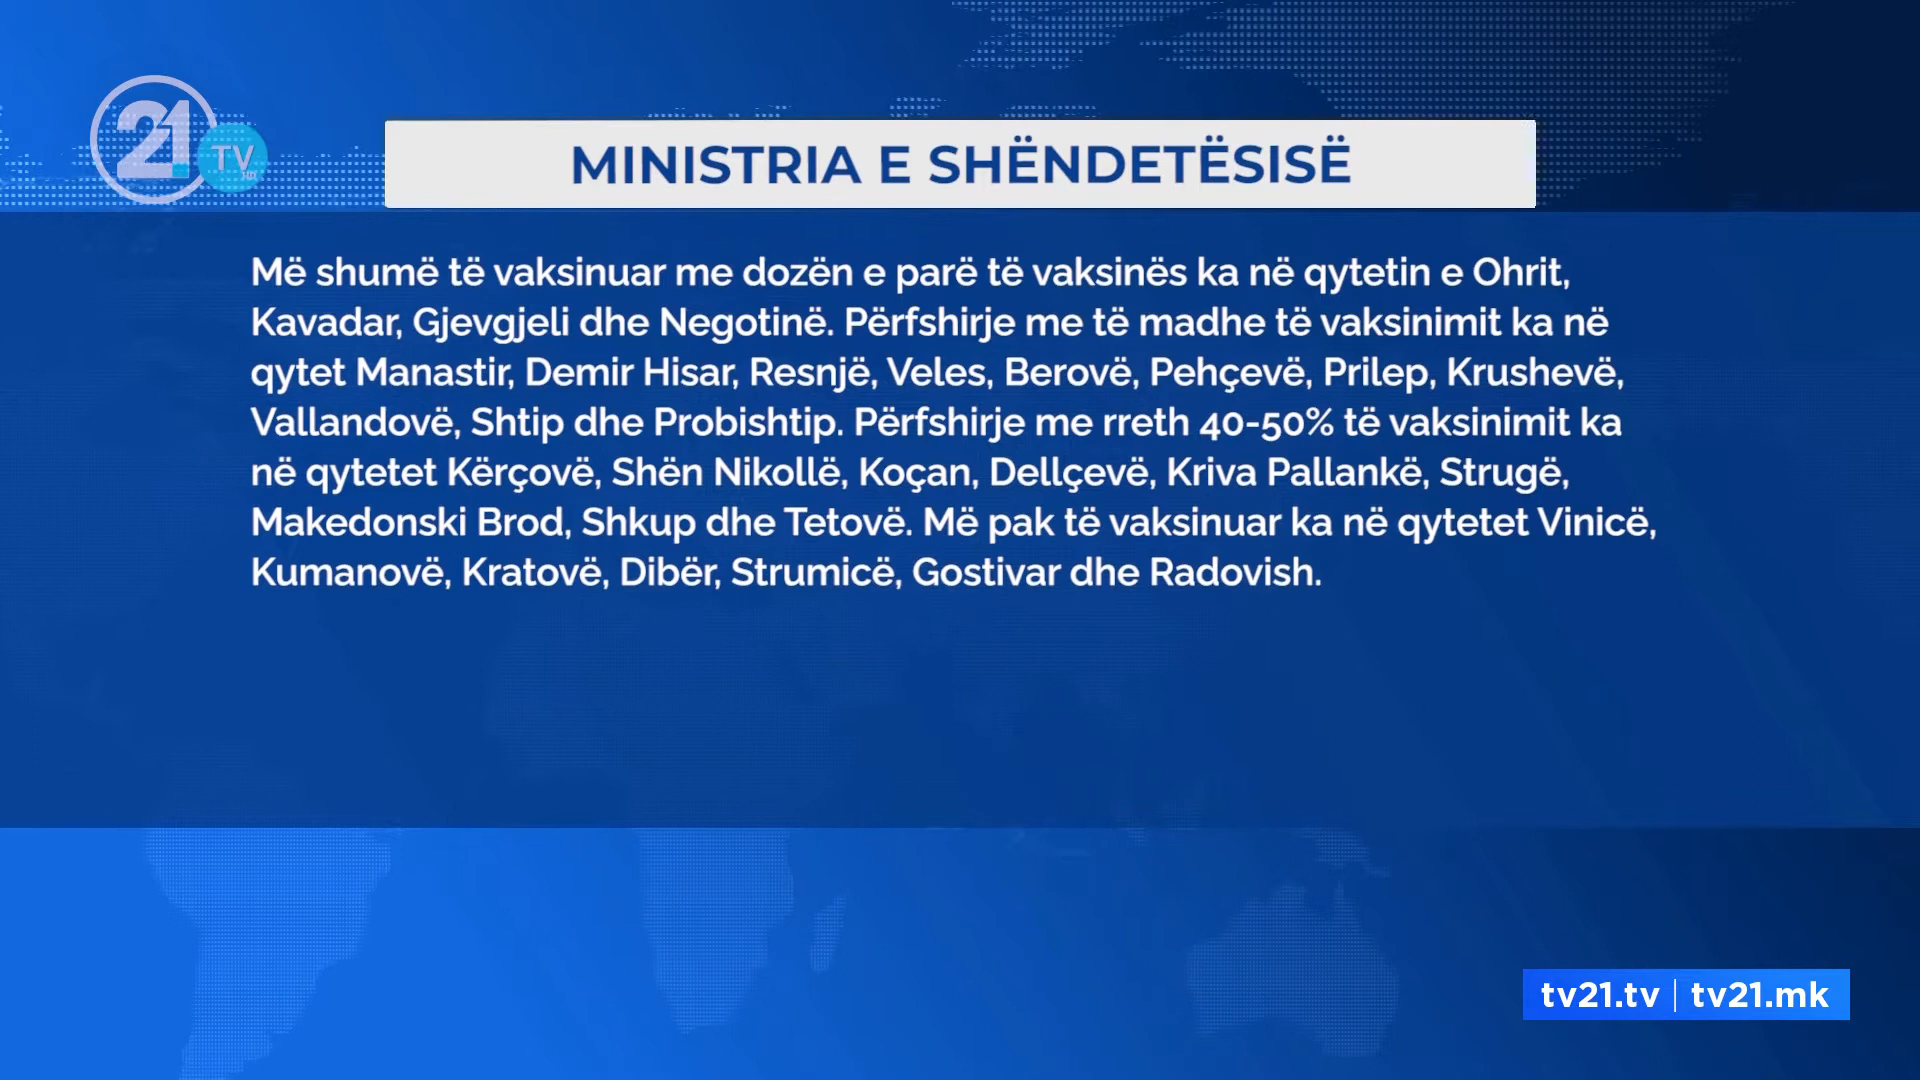 21
TV
HD
MINISTRIA E SHËNDETËSISË
Më shumë të vaksinuar me dozën e parë të vaksinës ka në qytetin e Ohrit,
Kavadar, Gjevgjeli dhe Negotinë. Përfshirje me të madhe të vaksinimit ka në
qytet Manastir, Demir Hisar, Resnjë, Veles, Berovë, Pehçevë, Prilep, Krushevë,
Vallandovë, Shtip dhe Probishtip. Përfshirje me rreth 40-50% të vaksinimit ka
në qytetet Kërçovë, Shën Nikollë, Koçan, Dellçevë, Kriva Pallankë, Strugë,
Makedonski Brod, Shkup dhe Tetovë. Më pak të vaksinuar ka në qytetet Vinicë,
Kumanovë, Kratovë, Dibër, Strumicë, Gostivar dhe Radovish.
tv21.tv | tv21.mk